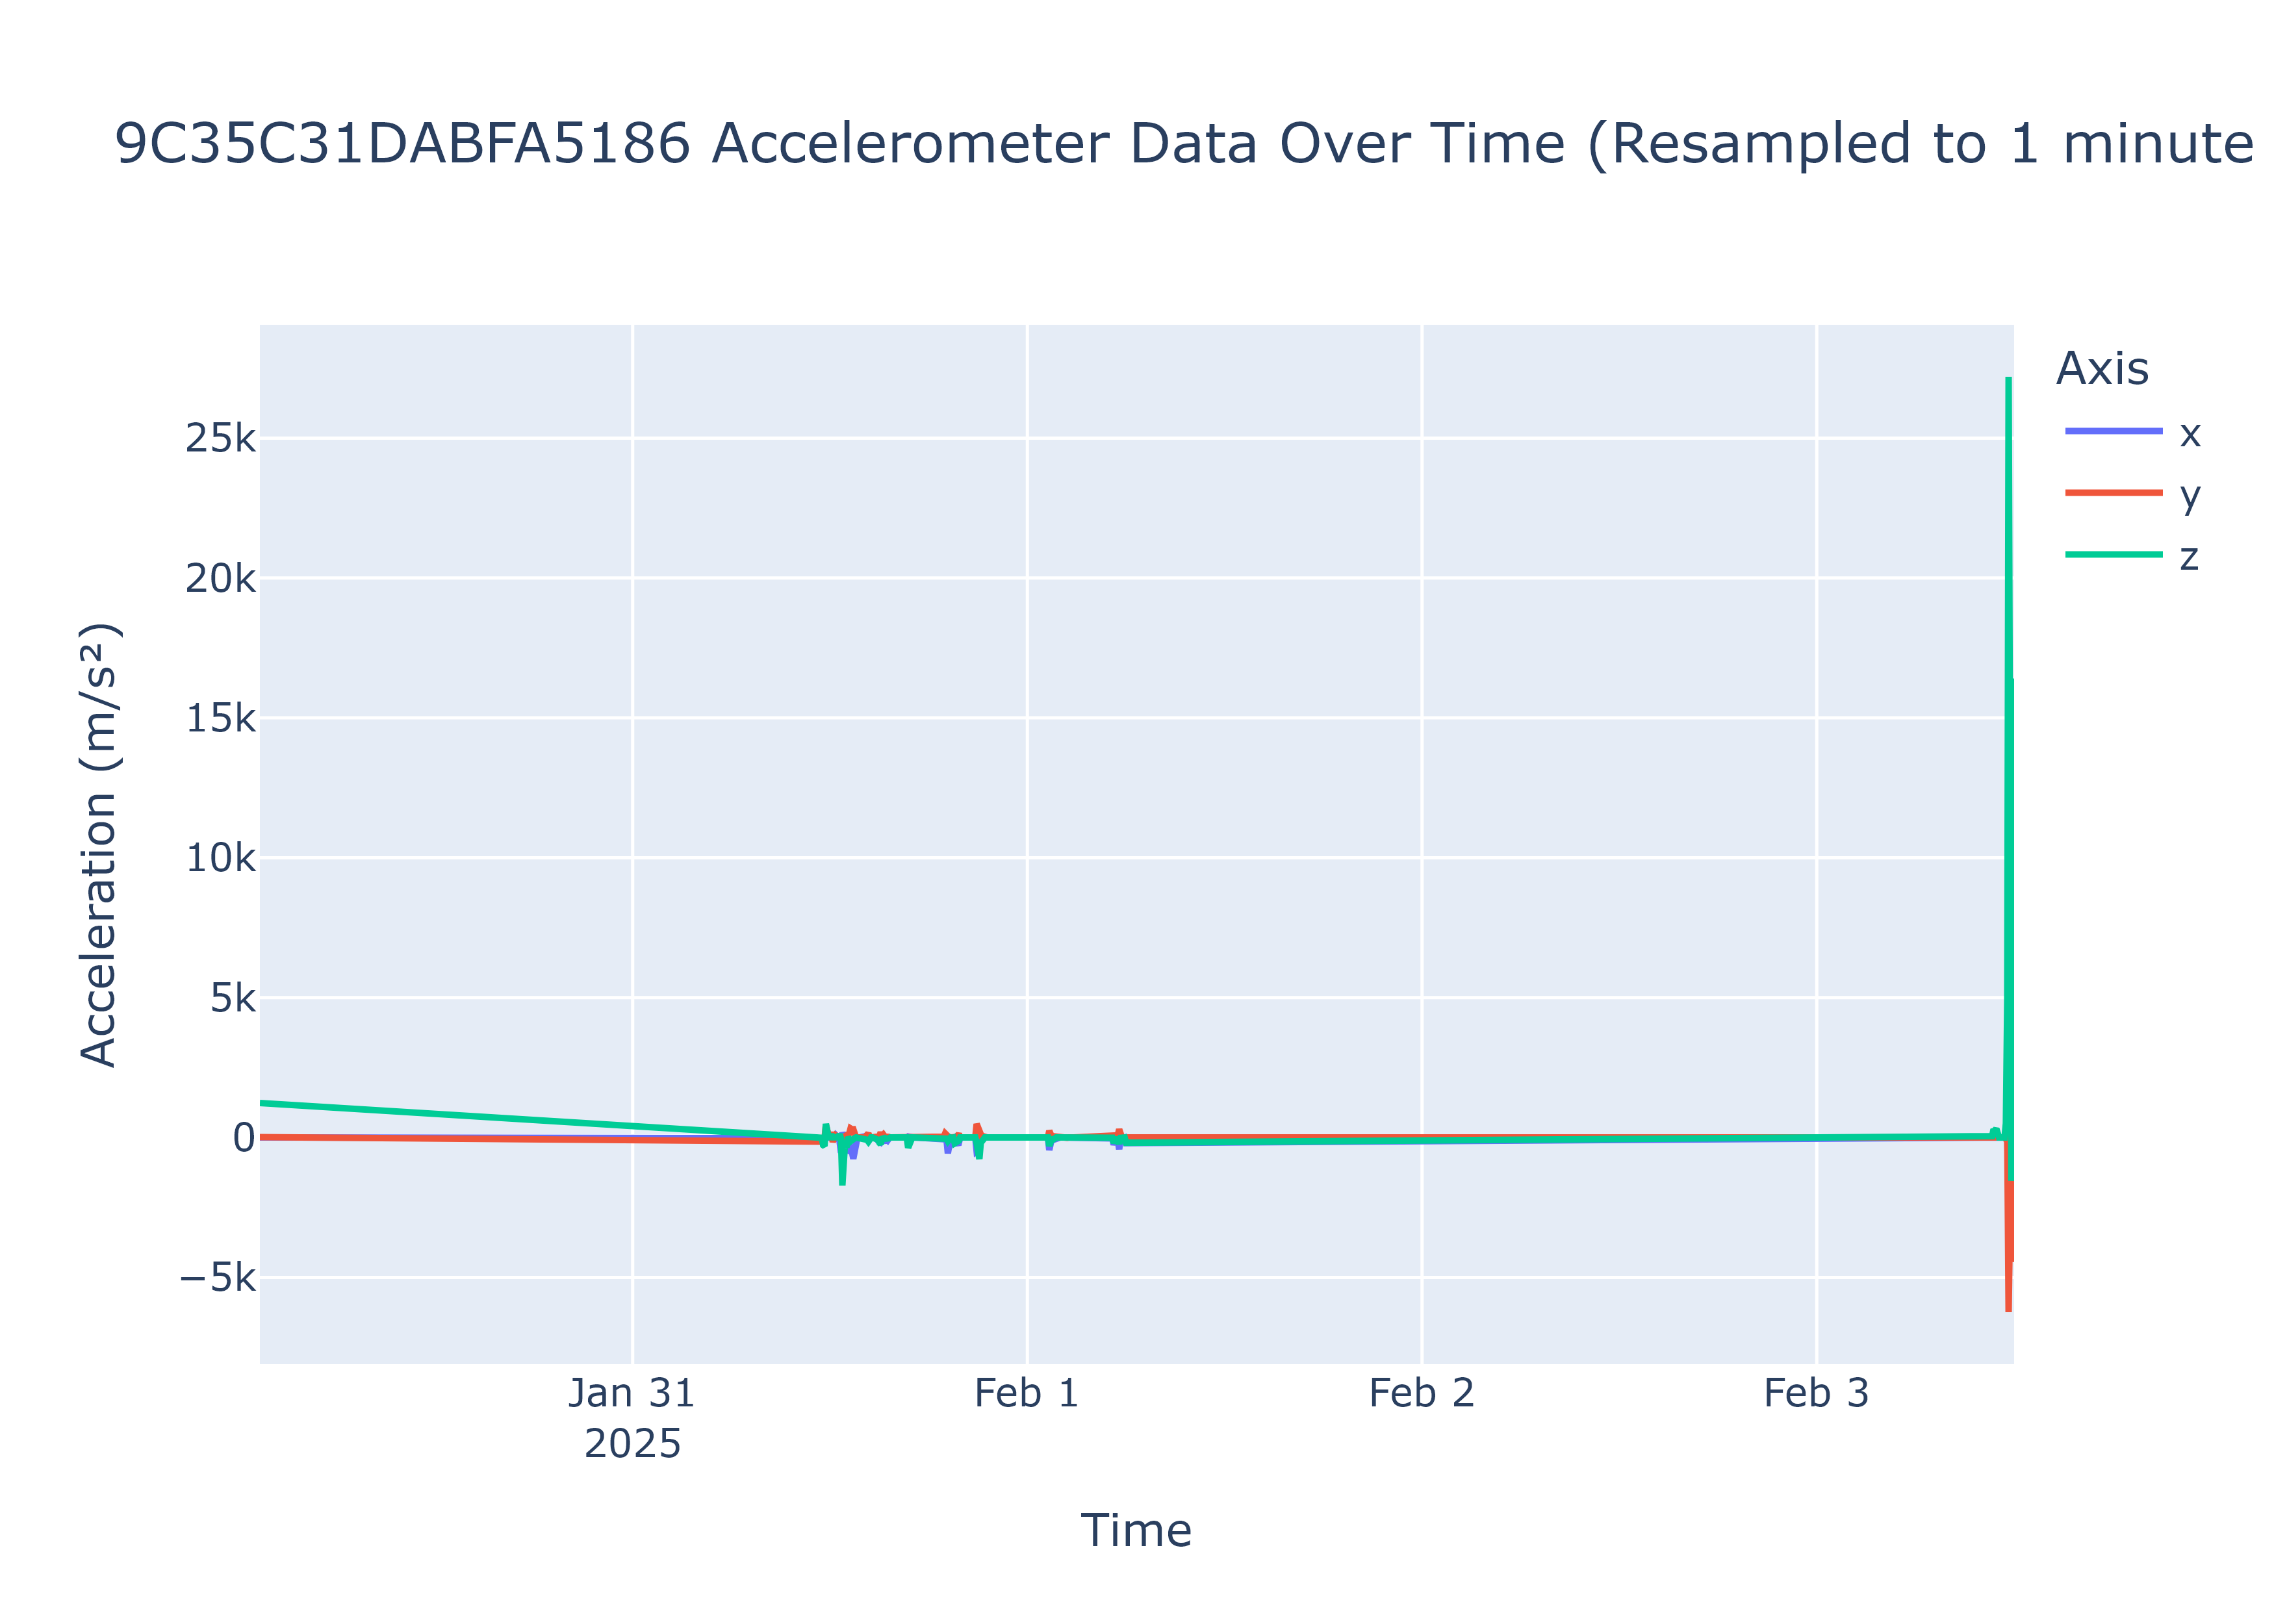 9C35C31DABFA5186 Accelerometer Data Over Time (Resampled to 1 minute
Axis
x
y
z
Acceleration (m/s²)
25k
20k
15k
10k
5k
0
−5k
Jan 31
2025
Feb 1
Feb 2
Feb 3
Time